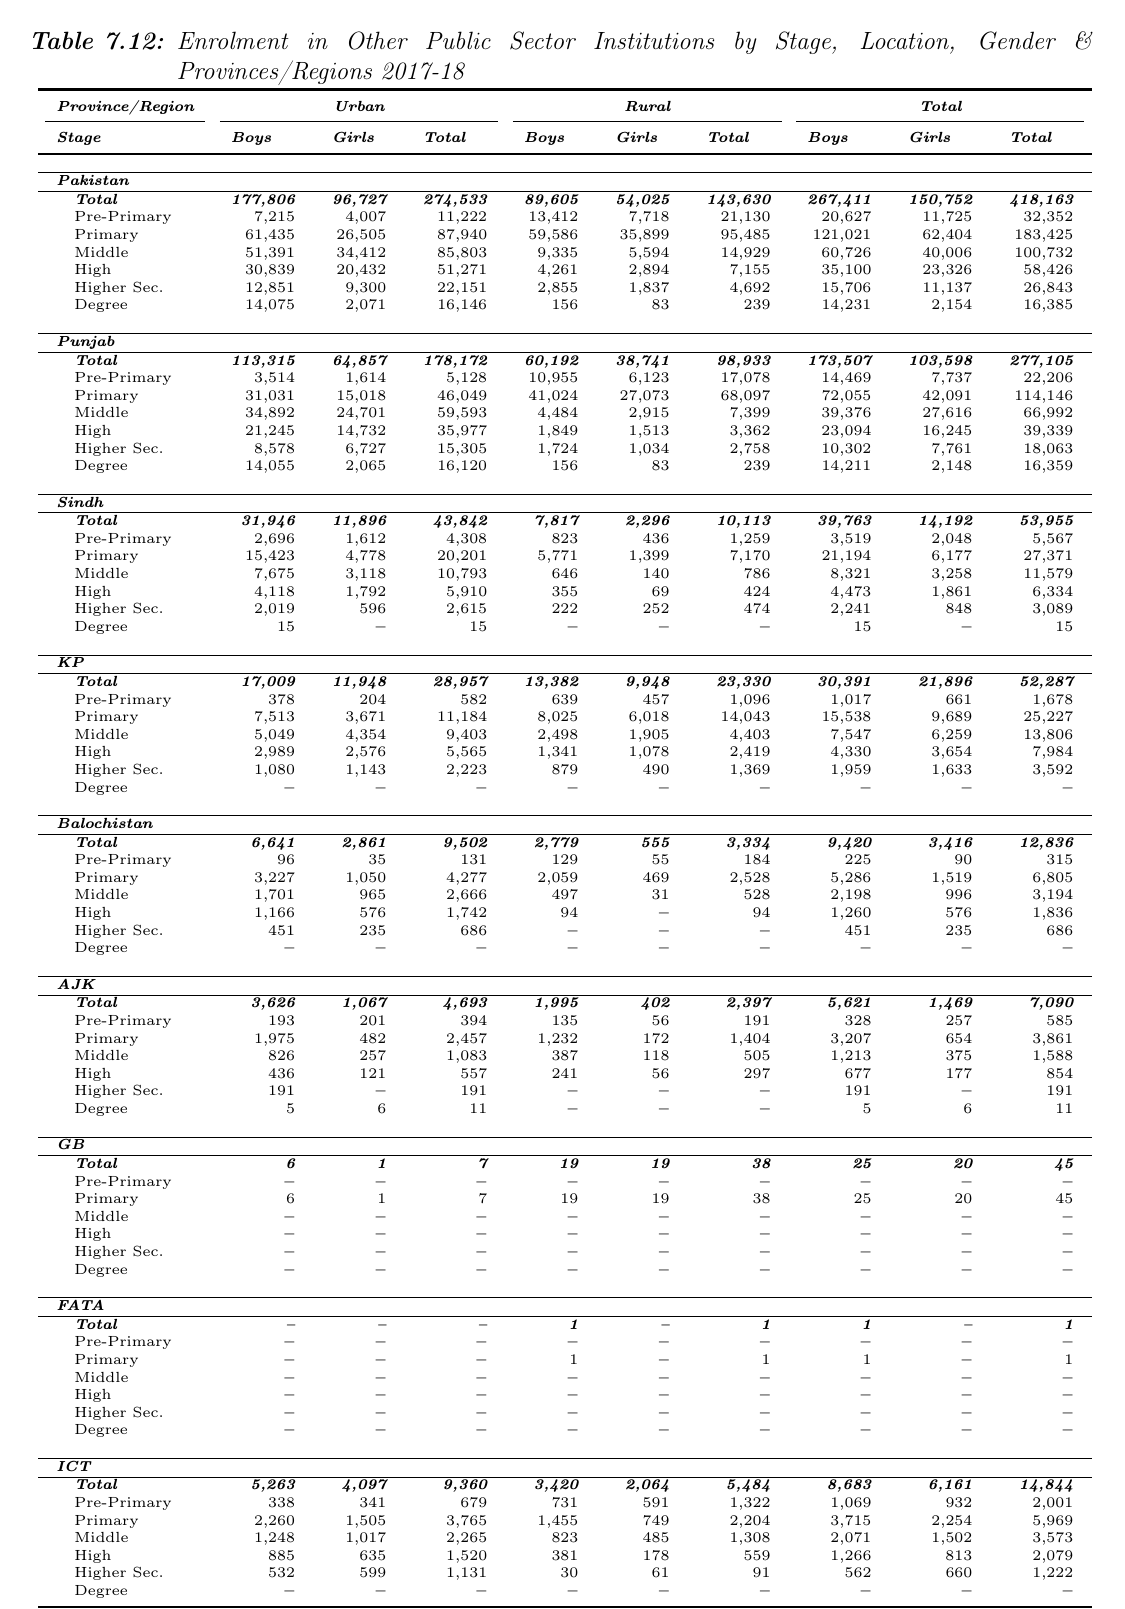 Table 7.12: Enrolment in Other Public Sector Institutions by Stage, Location, Gender &
Provinces/Regions 2017-18
Province/Region Urban Rural Total
Stage Boys Girls Total Boys Girls Total Boys Girls Total
Pakistan
Total 177,806 96,727 274,533 89,605 54,025 143,630 267,411 150,752 418,163
Pre-Primary 7,215 4,007 11,222 13,412 7,718 21,130 20,627 11,725 32,352
Primary 61,435 26,505 87,940 59,586 35,899 95,485 121,021 62,404 183,425
Middle 51,391 34,412 85,803 9,335 5,594 14,929 60,726 40,006 100,732
High 30,839 20,432 51,271 4,261 2,894 7,155 35,100 23,326 58,426
Higher Sec. 12,851 9,300 22,151 2,855 1,837 4,692 15,706 11,137 26,843
Degree 14,075 2,071 16,146 156 83 239 14,231 2,154 16,385
Punjab
Total 113,315 64,857 178,172 60,192 38,741 98,933 173,507 103,598 277,105
Pre-Primary 3,514 1,614 5,128 10,955 6,123 17,078 14,469 7,737 22,206
Primary 31,031 15,018 46,049 41,024 27,073 68,097 72,055 42,091 114,146
Middle 34,892 24,701 59,593 4,484 2,915 7,399 39,376 27,616 66,992
High 21,245 14,732 35,977 1,849 1,513 3,362 23,094 16,245 39,339
Higher Sec. 8,578 6,727 15,305 1,724 1,034 2,758 10,302 7,761 18,063
Degree 14,055 2,065 16,120 156 83 239 14,211 2,148 16,359
Sindh
Total 31,946 11,896 43,842 7,817 2,296 10,113 39,763 14,192 53,955
Pre-Primary 2,696 1,612 4,308 823 436 1,259 3,519 2,048 5,567
Primary 15,423 4,778 20,201 5,771 1,399 7,170 21,194 6,177 27,371
Middle 7,675 3,118 10,793 646 140 786 8,321 3,258 11,579
High 4,118 1,792 5,910 355 69 424 4,473 1,861 6,334
Higher Sec. 2,019 596 2,615 222 252 474 2,241 848 3,089
Degree 15 – 15 – – – 15 – 15
KP
Total 17,009 11,948 28,957 13,382 9,948 23,330 30,391 21,896 52,287
Pre-Primary 378 204 582 639 457 1,096 1,017 661 1,678
Primary 7,513 3,671 11,184 8,025 6,018 14,043 15,538 9,689 25,227
Middle 5,049 4,354 9,403 2,498 1,905 4,403 7,547 6,259 13,806
High 2,989 2,576 5,565 1,341 1,078 2,419 4,330 3,654 7,984
Higher Sec. 1,080 1,143 2,223 879 490 1,369 1,959 1,633 3,592
Degree – – – – – – – – –
Balochistan
Total 6,641 2,861 9,502 2,779 555 3,334 9,420 3,416 12,836
Pre-Primary 96 35 131 129 55 184 225 90 315
Primary 3,227 1,050 4,277 2,059 469 2,528 5,286 1,519 6,805
Middle 1,701 965 2,666 497 31 528 2,198 996 3,194
High 1,166 576 1,742 94 – 94 1,260 576 1,836
Higher Sec. 451 235 686 – – – 451 235 686
Degree – – – – – – – – –
AJK
Total 3,626 1,067 4,693 1,995 402 2,397 5,621 1,469 7,090
Pre-Primary 193 201 394 135 56 191 328 257 585
Primary 1,975 482 2,457 1,232 172 1,404 3,207 654 3,861
Middle 826 257 1,083 387 118 505 1,213 375 1,588
High 436 121 557 241 56 297 677 177 854
Higher Sec. 191 – 191 – – – 191 – 191
Degree 5 6 11 – – – 5 6 11
GB
Total 6 1 7 19 19 38 25 20 45
Pre-Primary – – – – – – – – –
Primary 6 1 7 19 19 38 25 20 45
Middle – – – – – – – – –
High – – – – – – – – –
Higher Sec. – – – – – – – – –
Degree – – – – – – – – –
FATA
Total – – – 1 – 1 1 – 1
Pre-Primary – – – – – – – – –
Primary – – – 1 – 1 1 – 1
Middle – – – – – – – – –
High – – – – – – – – –
Higher Sec. – – – – – – – – –
Degree – – – – – – – – –
ICT
Total 5,263 4,097 9,360 3,420 2,064 5,484 8,683 6,161 14,844
Pre-Primary 338 341 679 731 591 1,322 1,069 932 2,001
Primary 2,260 1,505 3,765 1,455 749 2,204 3,715 2,254 5,969
Middle 1,248 1,017 2,265 823 485 1,308 2,071 1,502 3,573
High 885 635 1,520 381 178 559 1,266 813 2,079
Higher Sec. 532 599 1,131 30 61 91 562 660 1,222
Degree – – – – – – – – –